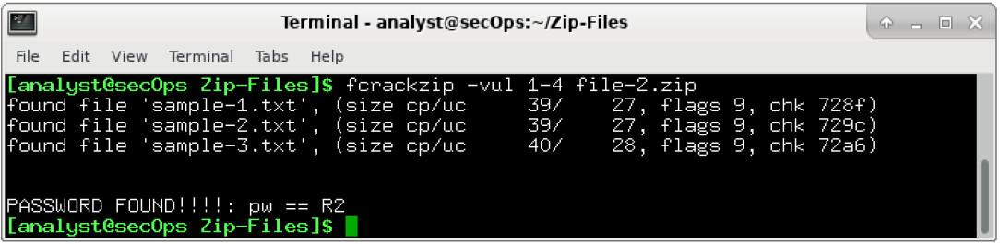 Terminal - analyst@secOps:~/Zip-Files
File Edit View Terminal Tabs Help
[analyst@secOps Zip-Files]$ fcrackzip -vul 1-4 file-2.zip
found file 'sample-1.txt', (size cp/uc     39/    27, flags 9, chk 728f)
found file 'sample-2.txt', (size cp/uc     39/    27, flags 9, chk 729c)
found file 'sample-3.txt', (size cp/uc     40/    28, flags 9, chk 72a6)
PASSWORD FOUND!!!!: pw == R2
[analyst@secOps Zip-Files]$